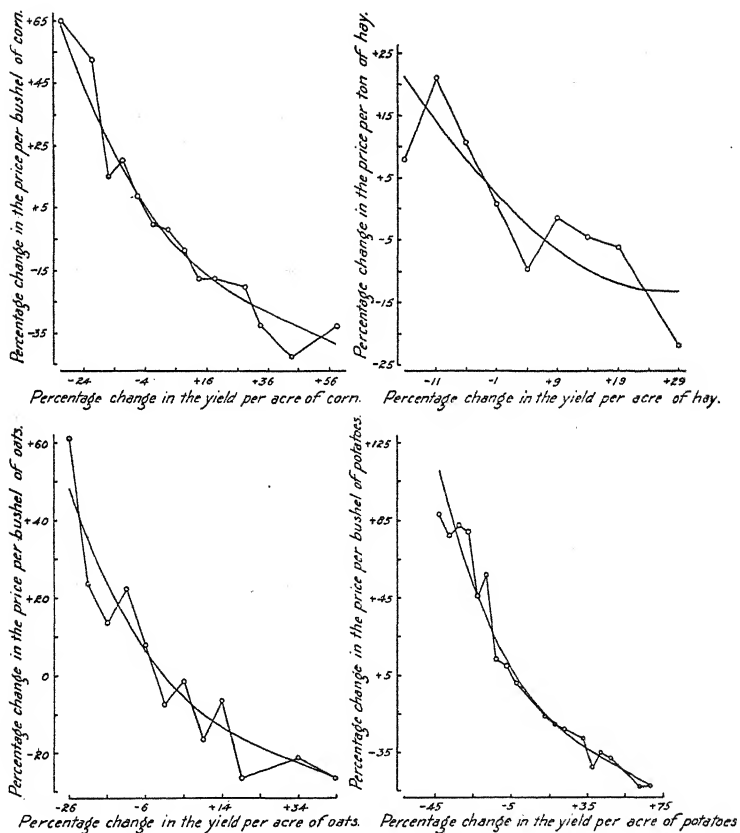 Percentage change in the price per bushel of corn.
+65
+45
+25
+5
-15
-35
-24 -4 +16 +36 +56
Percentage change in the yield per acre of corn.
Percentage change in the price per ton of hay.
+25
+15
+5
-5
-15
-25
-11 -1 +9 +19 +29
Percentage change in the yield per acre of hay.
Percentage change in the price per bushel of oats.
+60
+40
+20
0
-20
-26 -6 +14 +34
Percentage change in the yield per acre of oats.
Percentage change in the price per bushel of potatoes.
+125
+85
+45
+5
-35
-45 -5 +35 +75
Percentage change in the yield per acre of potatoes